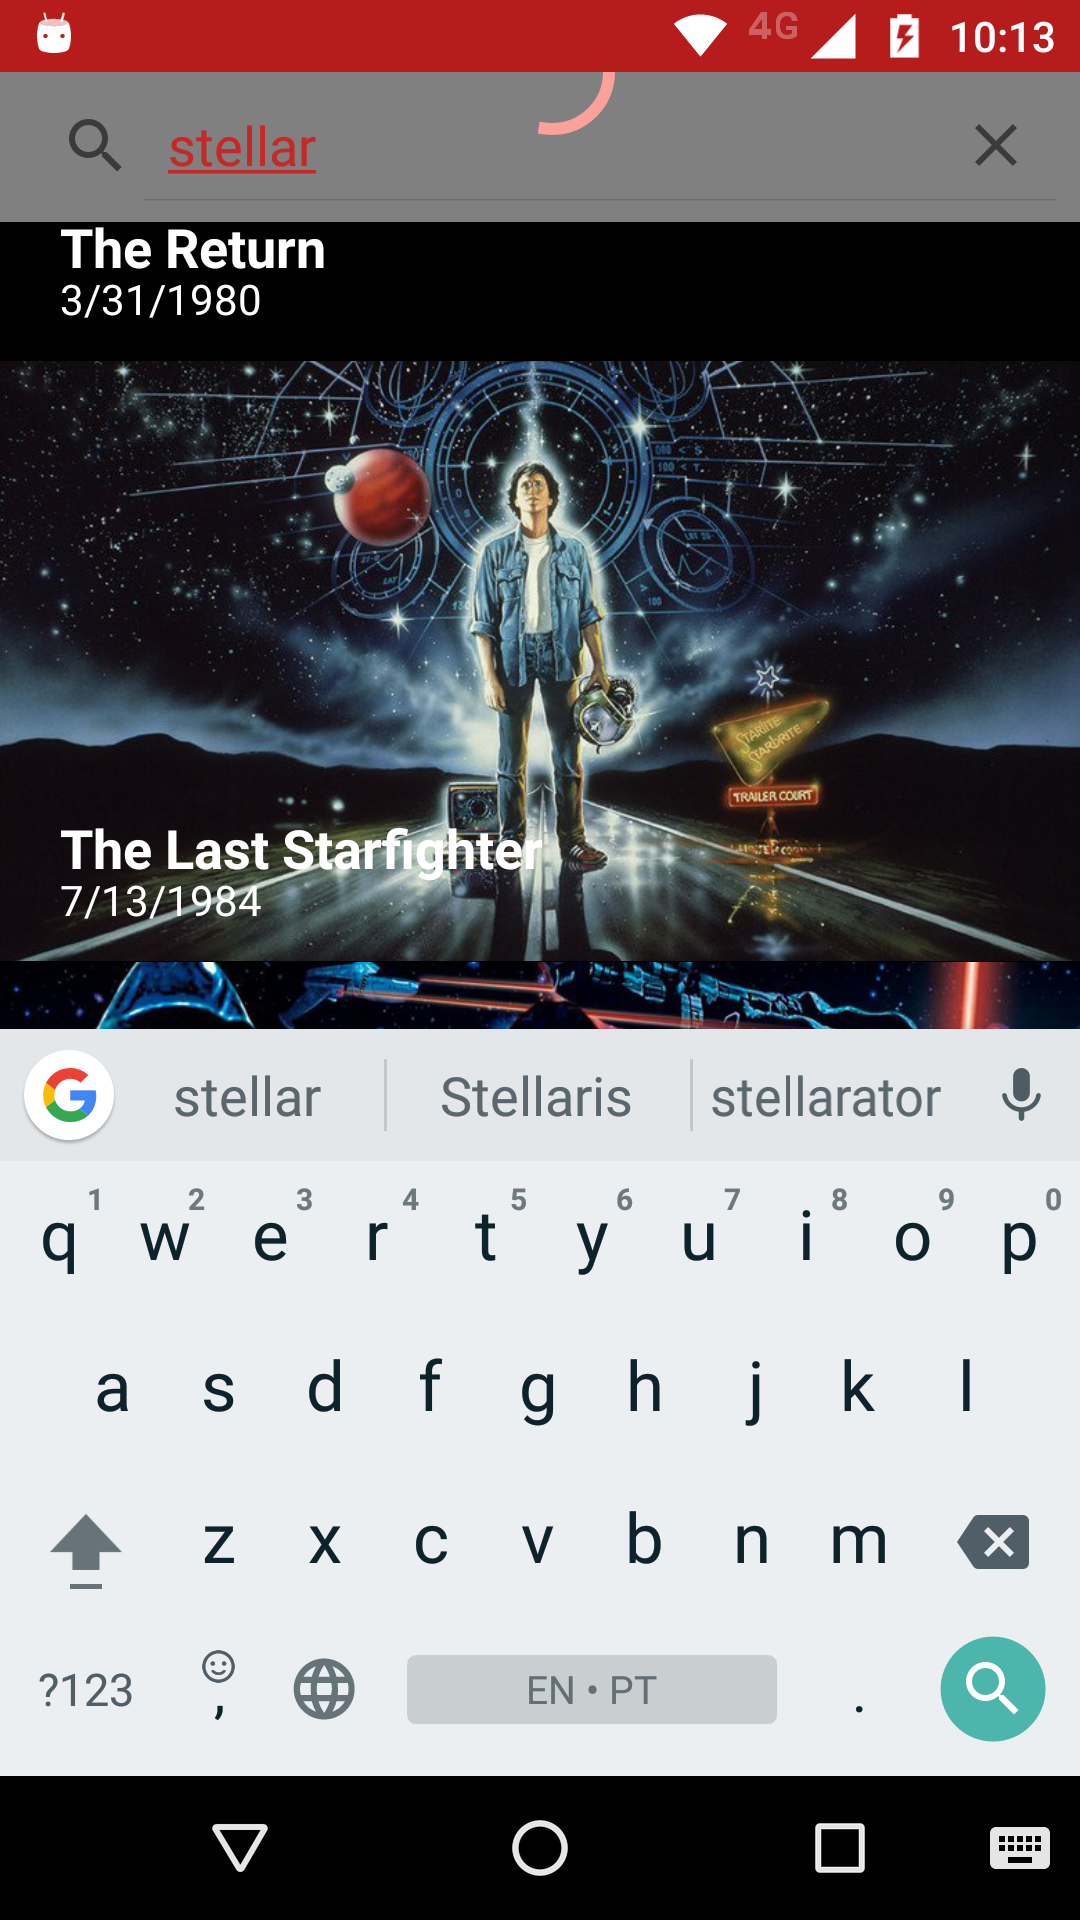 4G 10:13
stellar
The Return
3/31/1980
STARLITE
STARBRITE
TRAILER COURT
The Last Starfighter
7/13/1984
stellar Stellaris stellarator
1 2 3 4 5 6 7 8 9 0
q w e r t y u i o p
a s d f g h j k l
z x c v b n m
?123 , EN • PT .